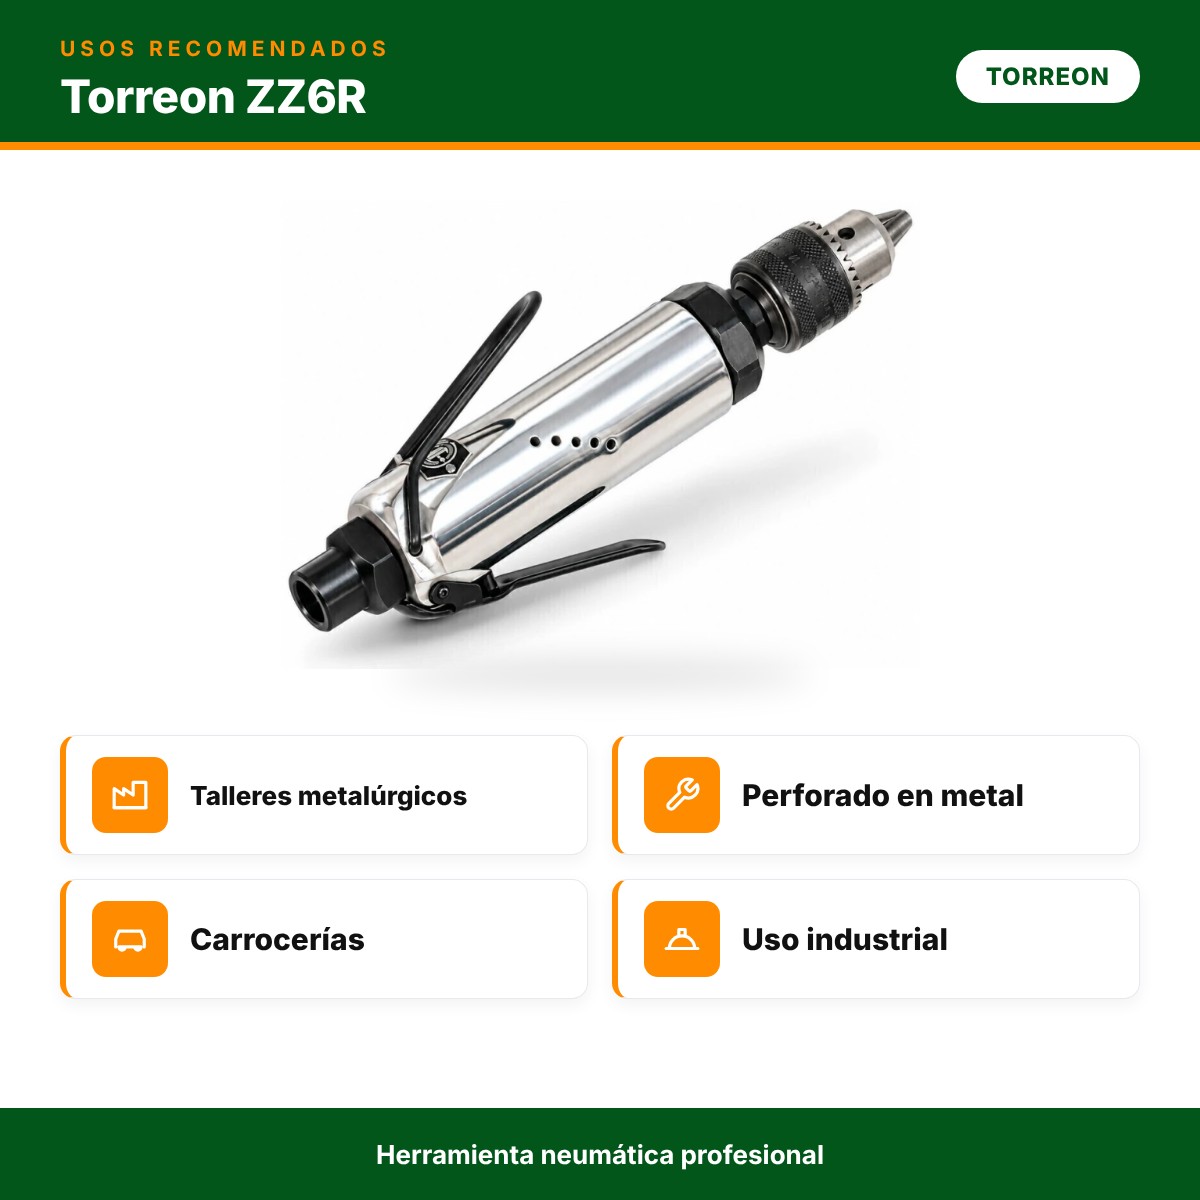 USOS RECOMENDADOS
Torreon ZZ6R
TORREON
Talleres metalúrgicos
Perforado en metal
Carrocerías
Uso industrial
Herramienta neumática profesional